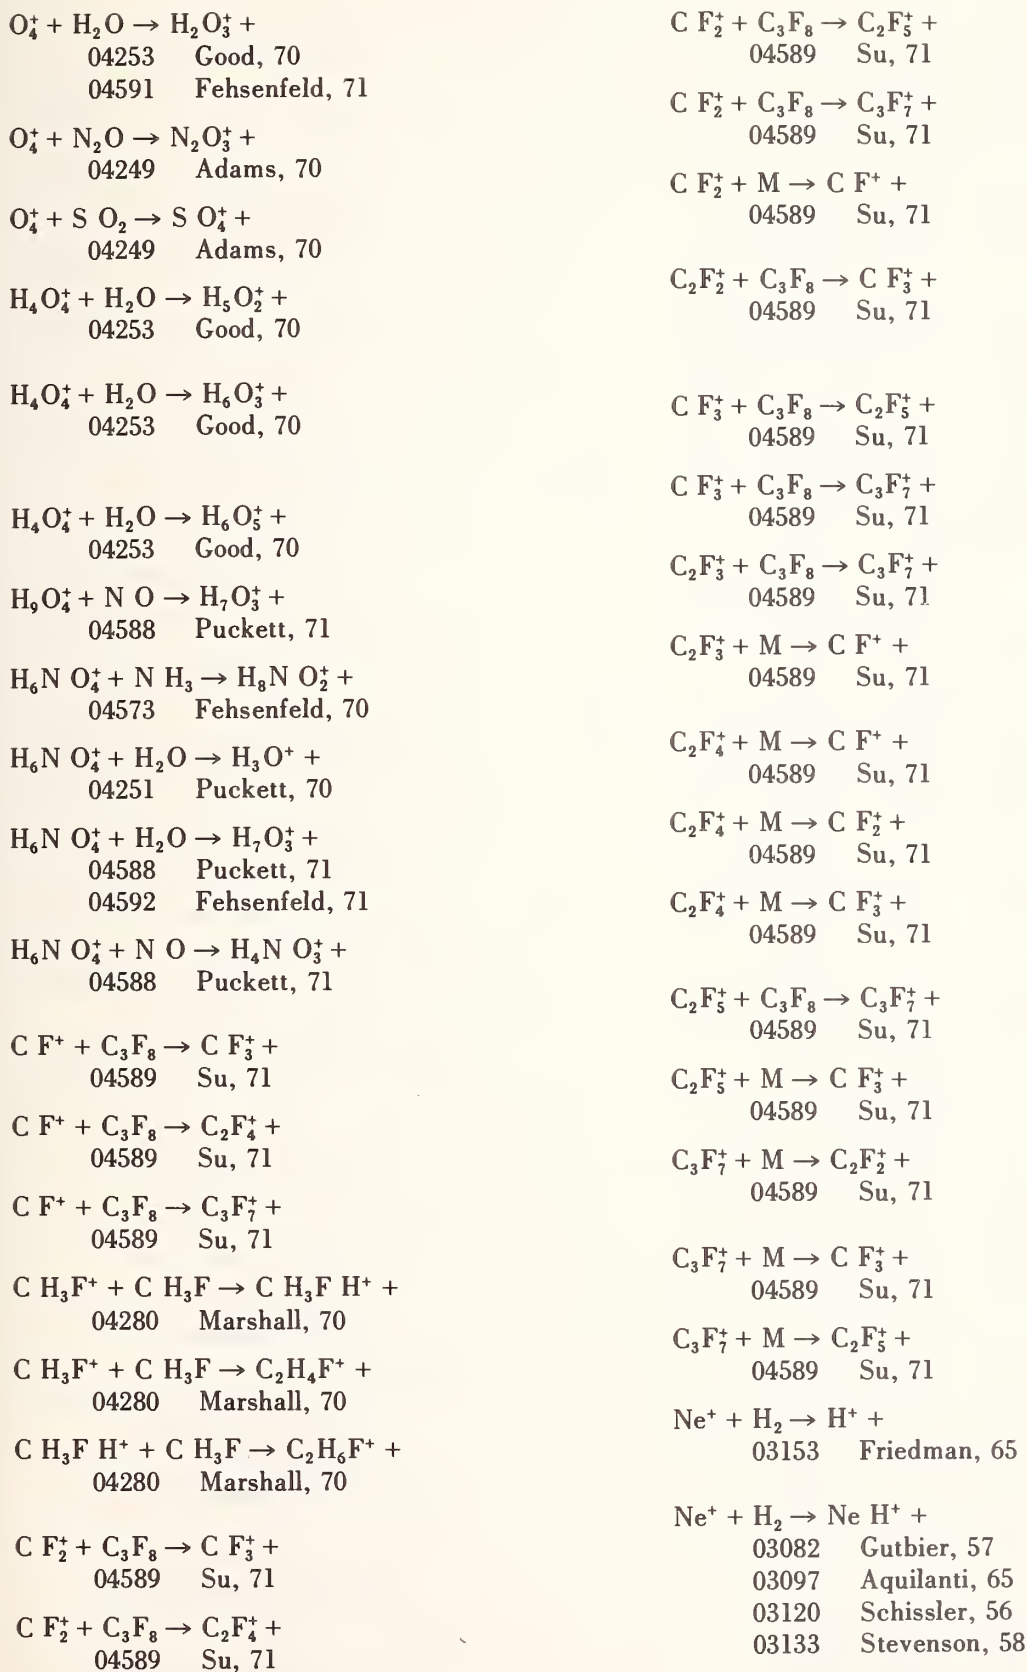 O₄⁺ + H₂O → H₂O₃⁺ +
04253 Good, 70
04591 Fehsenfeld, 71
O₄⁺ + N₂O → N₂O₃⁺ +
04249 Adams, 70
O₄⁺ + S O₂ → S O₄⁺ +
04249 Adams, 70
H₄O₄⁺ + H₂O → H₅O₂⁺ +
04253 Good, 70
H₄O₄⁺ + H₂O → H₆O₃⁺ +
04253 Good, 70
H₄O₄⁺ + H₂O → H₆O₅⁺ +
04253 Good, 70
H₉O₄⁺ + N O → H₇O₃⁺ +
04588 Puckett, 71
H₆N O₄⁺ + N H₃ → H₈N O₂⁺ +
04573 Fehsenfeld, 70
H₆N O₄⁺ + H₂O → H₃O⁺ +
04251 Puckett, 70
H₆N O₄⁺ + H₂O → H₇O₃⁺ +
04588 Puckett, 71
04592 Fehsenfeld, 71
H₆N O₄⁺ + N O → H₄N O₃⁺ +
04588 Puckett, 71
C F⁺ + C₃F₈ → C F₃⁺ +
04589 Su, 71
C F⁺ + C₃F₈ → C₂F₄⁺ +
04589 Su, 71
C F⁺ + C₃F₈ → C₃F₇⁺ +
04589 Su, 71
C H₃F⁺ + C H₃F → C H₃F H⁺ +
04280 Marshall, 70
C H₃F⁺ + C H₃F → C₂H₄F⁺ +
04280 Marshall, 70
C H₃F H⁺ + C H₃F → C₂H₆F⁺ +
04280 Marshall, 70
C F₂⁺ + C₃F₈ → C F₃⁺ +
04589 Su, 71
C F₂⁺ + C₃F₈ → C₂F₄⁺ +
04589 Su, 71
C F₂⁺ + C₃F₈ → C₂F₅⁺ +
04589 Su, 71
C F₂⁺ + C₃F₈ → C₃F₇⁺ +
04589 Su, 71
C F₂⁺ + M → C F⁺ +
04589 Su, 71
C₂F₂⁺ + C₃F₈ → C F₃⁺ +
04589 Su, 71
C F₃⁺ + C₃F₈ → C₂F₅⁺ +
04589 Su, 71
C F₃⁺ + C₃F₈ → C₃F₇⁺ +
04589 Su, 71
C₂F₃⁺ + C₃F₈ → C₃F₇⁺ +
04589 Su, 71
C₂F₃⁺ + M → C F⁺ +
04589 Su, 71
C₂F₄⁺ + M → C F⁺ +
04589 Su, 71
C₂F₄⁺ + M → C F₂⁺ +
04589 Su, 71
C₂F₄⁺ + M → C F₃⁺ +
04589 Su, 71
C₂F₅⁺ + C₃F₈ → C₃F₇⁺ +
04589 Su, 71
C₂F₅⁺ + M → C F₃⁺ +
04589 Su, 71
C₃F₇⁺ + M → C₂F₂⁺ +
04589 Su, 71
C₃F₇⁺ + M → C F₃⁺ +
04589 Su, 71
C₃F₇⁺ + M → C₂F₅⁺ +
04589 Su, 71
Ne⁺ + H₂ → H⁺ +
03153 Friedman, 65
Ne⁺ + H₂ → Ne H⁺ +
03082 Gutbier, 57
03097 Aquilanti, 65
03120 Schissler, 56
03133 Stevenson, 58